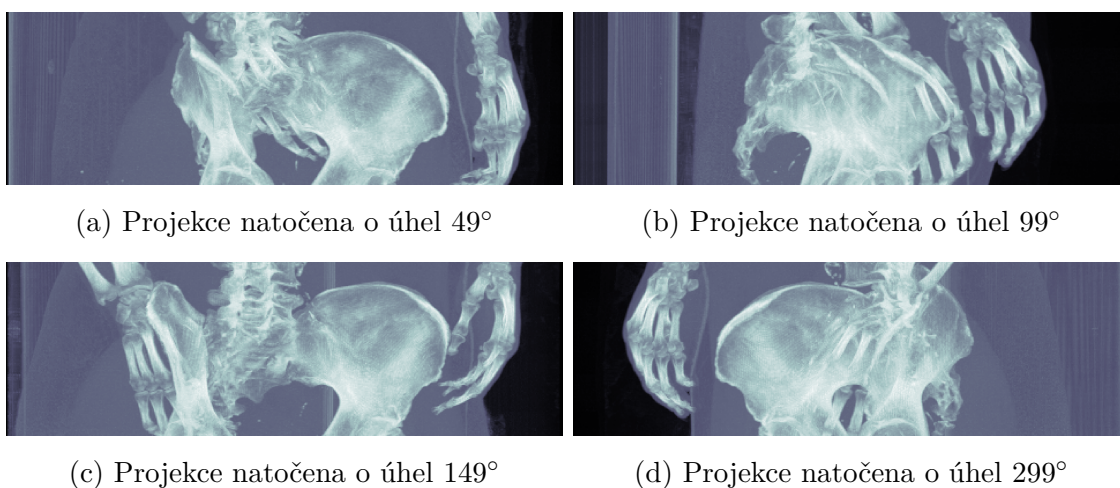 (a) Projekce natočena o úhel 49°
(b) Projekce natočena o úhel 99°
(c) Projekce natočena o úhel 149°
(d) Projekce natočena o úhel 299°